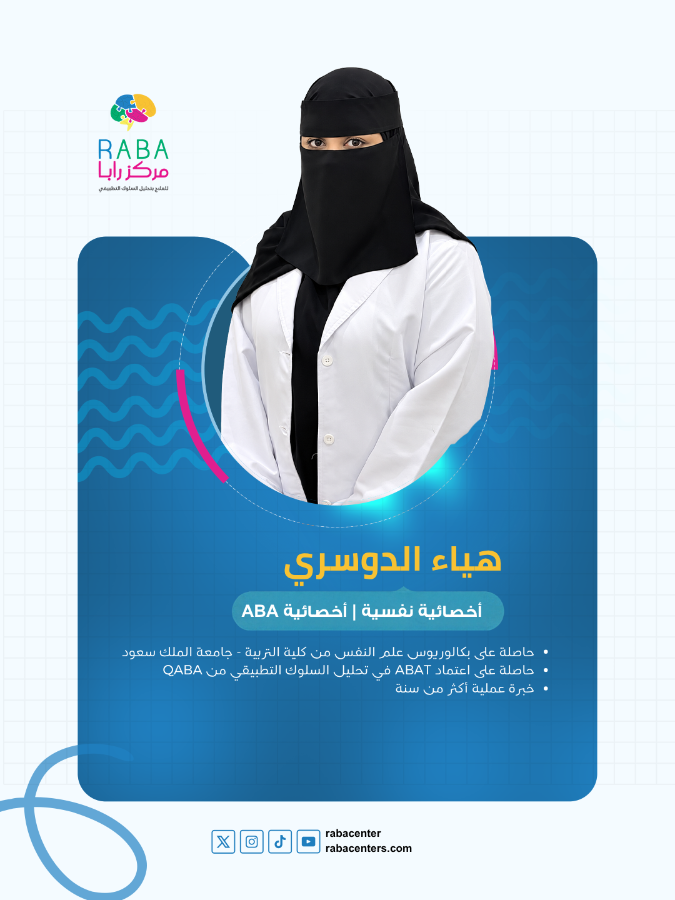 RABA
مركز رابا
للعلاج بتحليل السلوك التطبيقي
هياء الدوسري
أخصائية نفسية | أخصائية ABA
• حاصلة على بكالوريوس علم النفس من كلية التربية - جامعة الملك سعود
• حاصلة على اعتماد ABAT في تحليل السلوك التطبيقي من QABA
• خبرة عملية أكثر من سنة
rabacenter
rabacenters.com